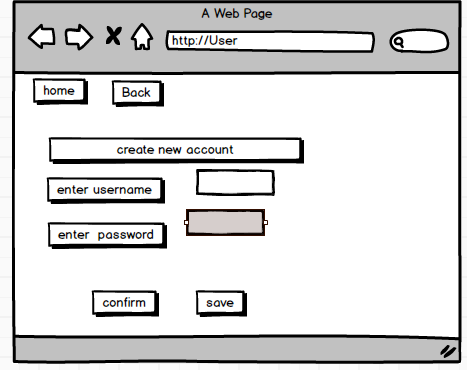 A Web Page
http://User
home
Back
create new account
enter username
enter password
confirm
save